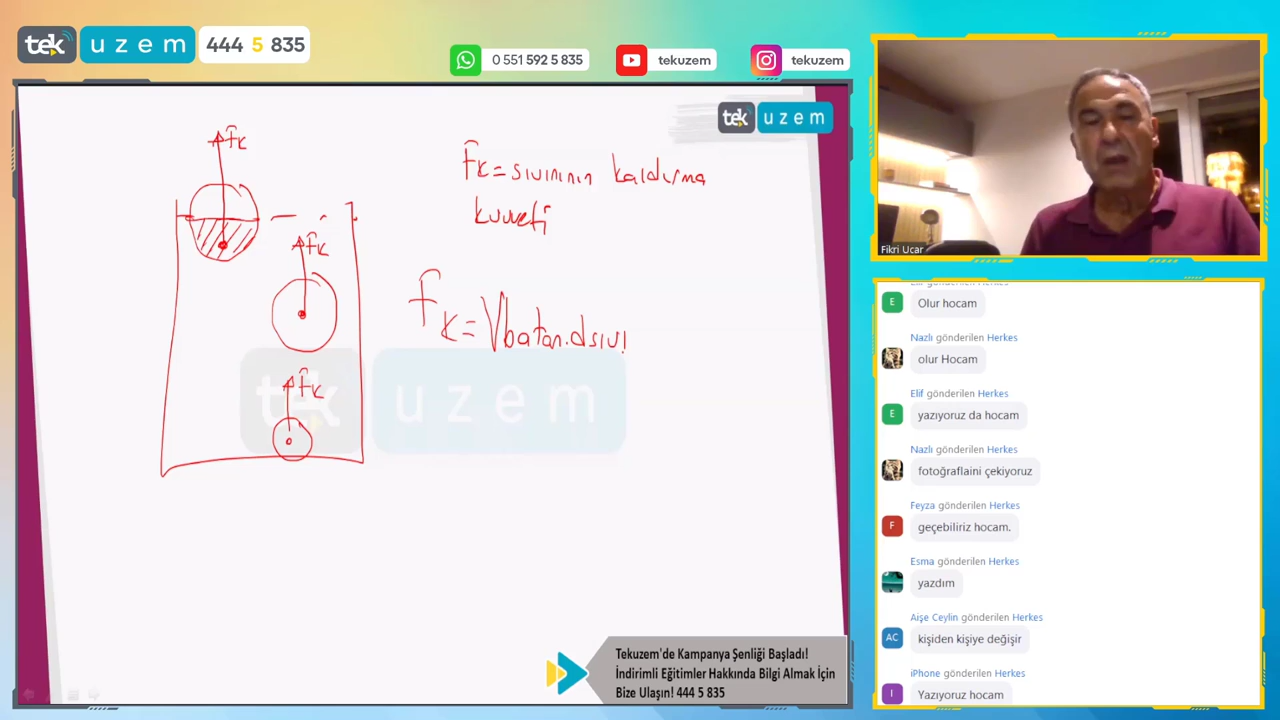 tek uzem 444 5 835
0 551 592 5 835
tekuzem
tekuzem
tek uzem
FK
FK
FK
FK = sıvının kaldırma
kuvveti
FK = Vbatan.dsıvı
tek uzem
Tekuzem'de Kampanya Şenliği Başladı!
İndirimli Eğitimler Hakkında Bilgi Almak İçin
Bize Ulaşın! 444 5 835
Fikri Ucar
E
Olur hocam
Nazlı gönderilen Herkes
olur Hocam
Elif gönderilen Herkes
E
yazıyoruz da hocam
Nazlı gönderilen Herkes
fotoğraflaini çekiyoruz
Feyza gönderilen Herkes
F
geçebiliriz hocam.
Esma gönderilen Herkes
yazdım
Aişe Ceylin gönderilen Herkes
AC
kişiden kişiye değişir
iPhone gönderilen Herkes
I
Yazıyoruz hocam